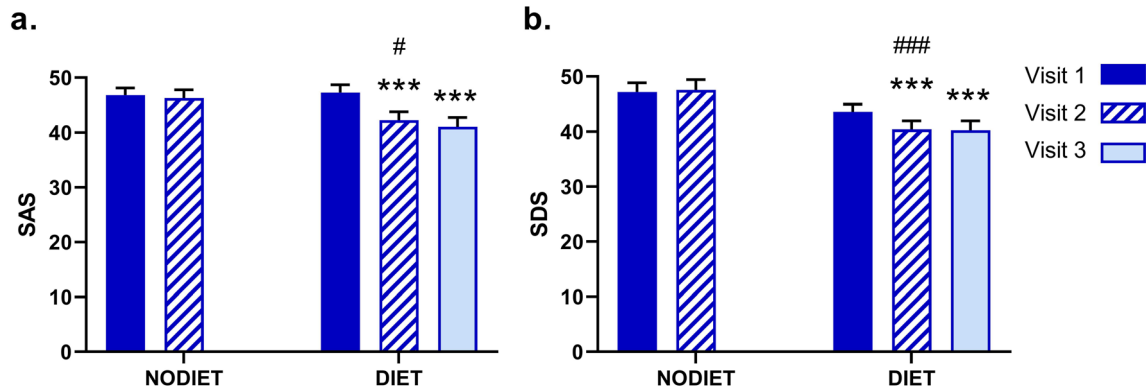 a.
#
***
***
50
40
30
20
10
0
SAS
NODIET
DIET
b.
###
***
***
50
40
30
20
10
0
SDS
NODIET
DIET
Visit 1
Visit 2
Visit 3